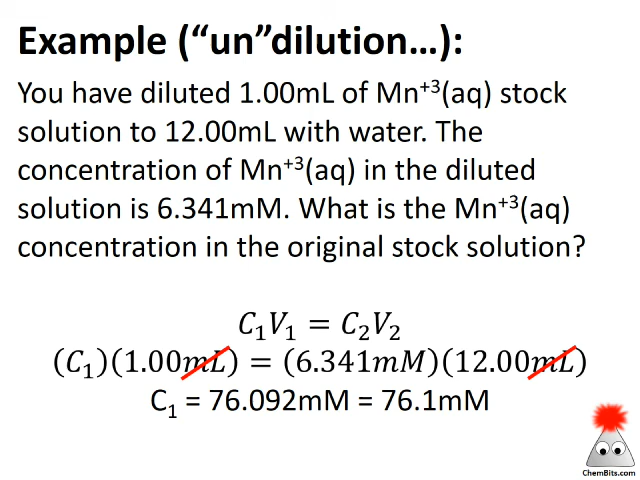 Example (“un”dilution…):
You have diluted 1.00mL of Mn⁺³(aq) stock
solution to 12.00mL with water. The
concentration of Mn⁺³(aq) in the diluted
solution is 6.341mM. What is the Mn⁺³(aq)
concentration in the original stock solution?
C₁V₁ = C₂V₂
(C₁)(1.00mL) = (6.341mM)(12.00mL)
C₁ = 76.092mM = 76.1mM
ChemBits.com